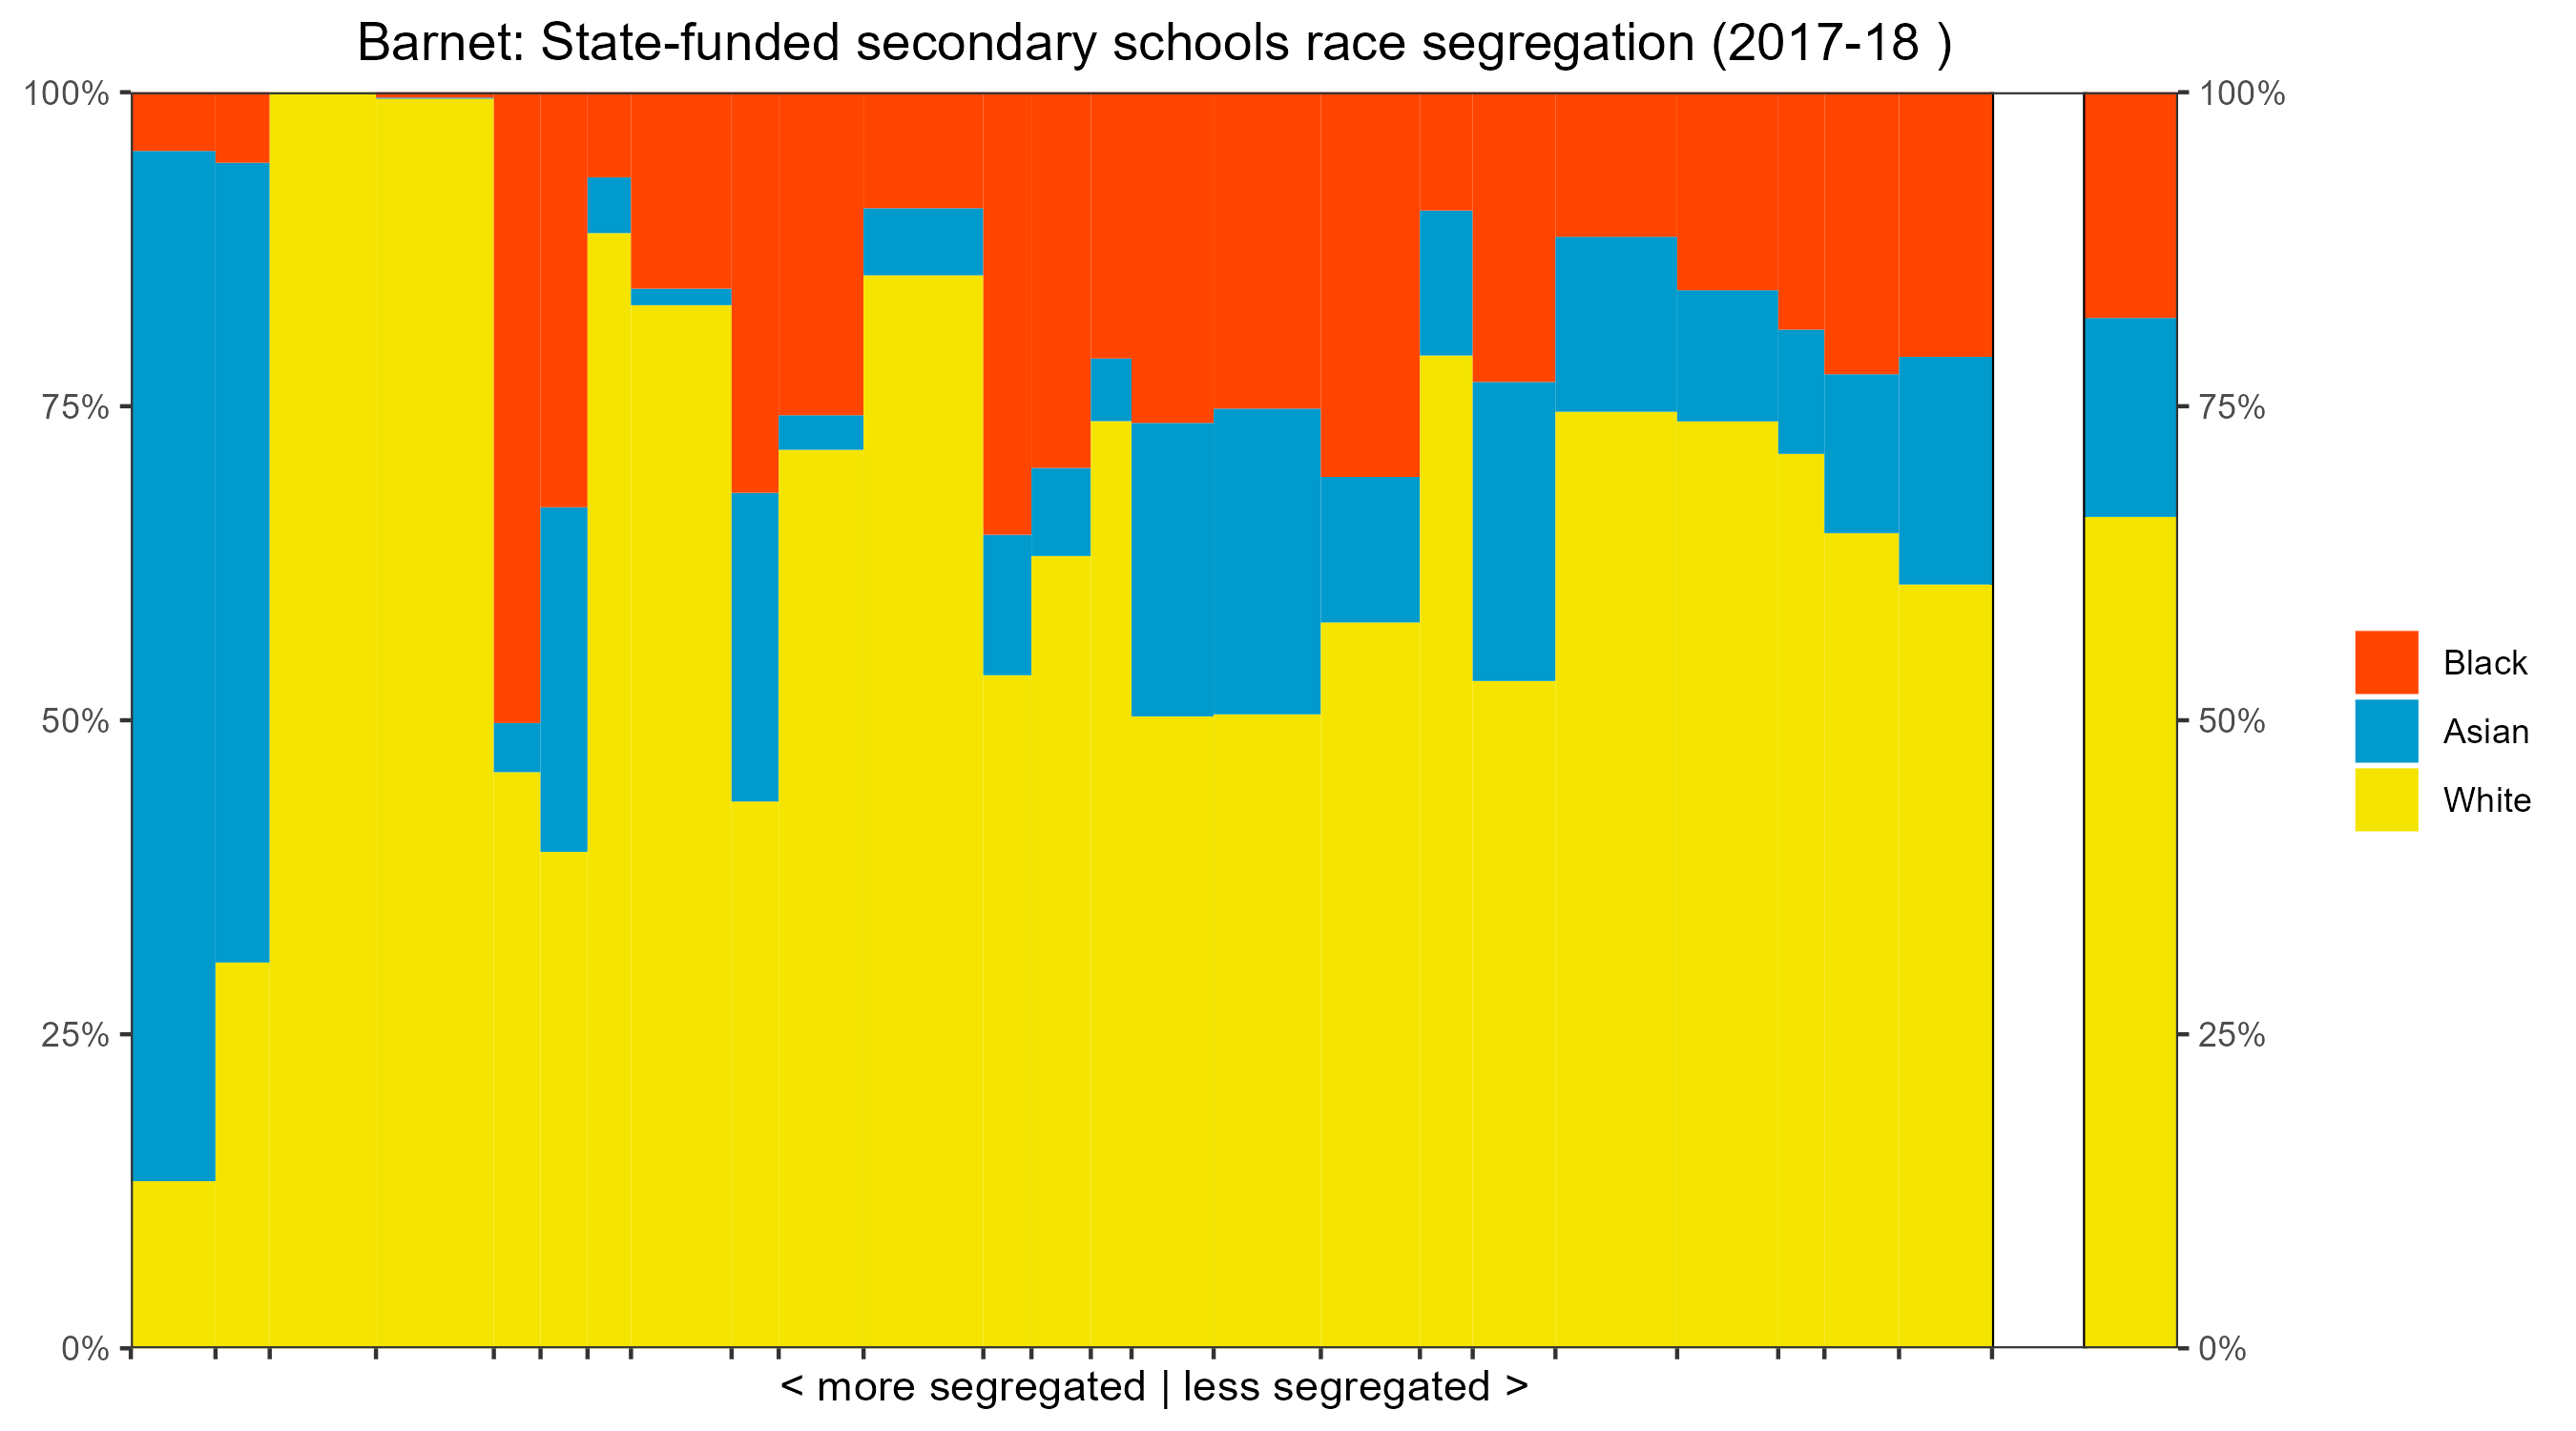 Barnet: State-funded secondary schools race segregation (2017-18 )
100%
75%
50%
25%
0%
100%
75%
50%
25%
0%
Black
Asian
White
< more segregated | less segregated >